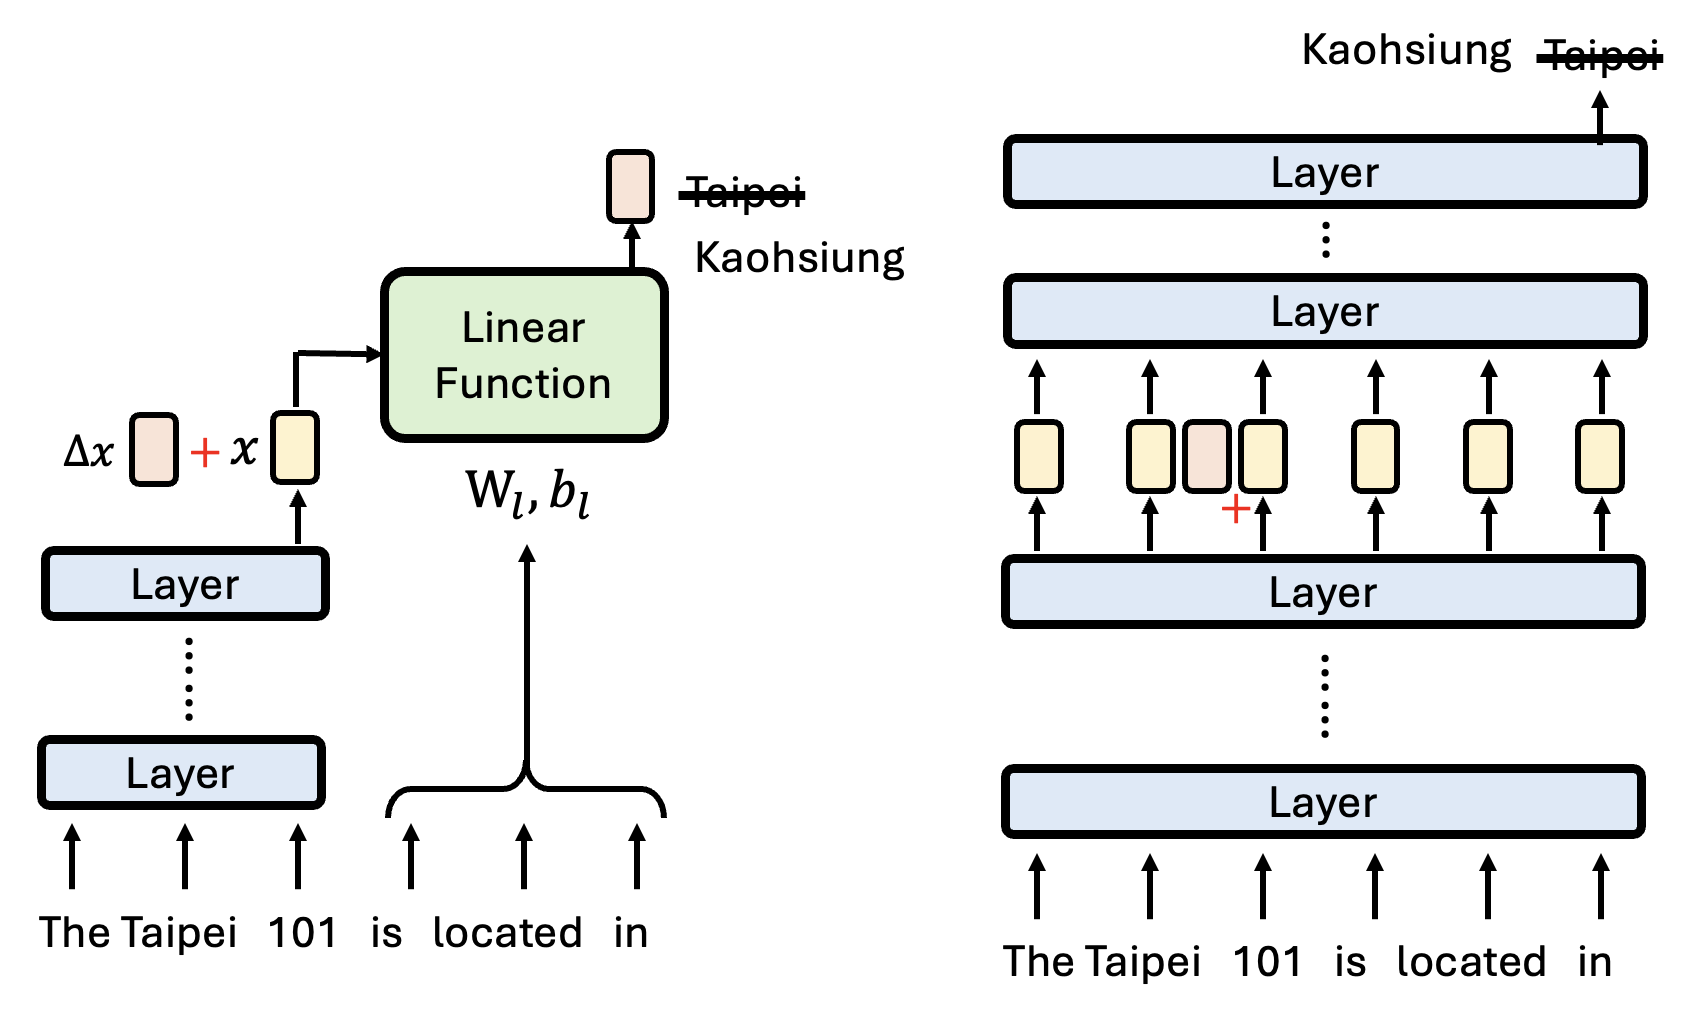 Taipei
Kaohsiung
Linear
Function
Δx + x
W_l, b_l
Layer
Layer
The Taipei 101 is located in
Kaohsiung Taipei
Layer
Layer
+
Layer
Layer
The Taipei 101 is located in